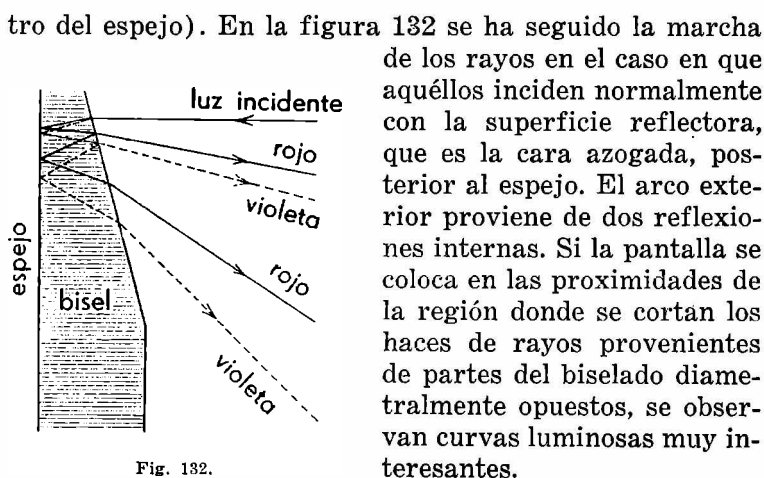 tro del espejo). En la figura 132 se ha seguido la marcha
de los rayos en el caso en que
aquéllos inciden normalmente
con la superficie reflectora,
que es la cara azogada, pos-
terior al espejo. El arco exte-
rior proviene de dos reflexio-
nes internas. Si la pantalla se
coloca en las proximidades de
la región donde se cortan los
haces de rayos provenientes
de partes del biselado diame-
tralmente opuestos, se obser-
van curvas luminosas muy in-
teresantes.
luz incidente
rojo
violeta
rojo
espejo
bisel
violeta
Fig. 132.